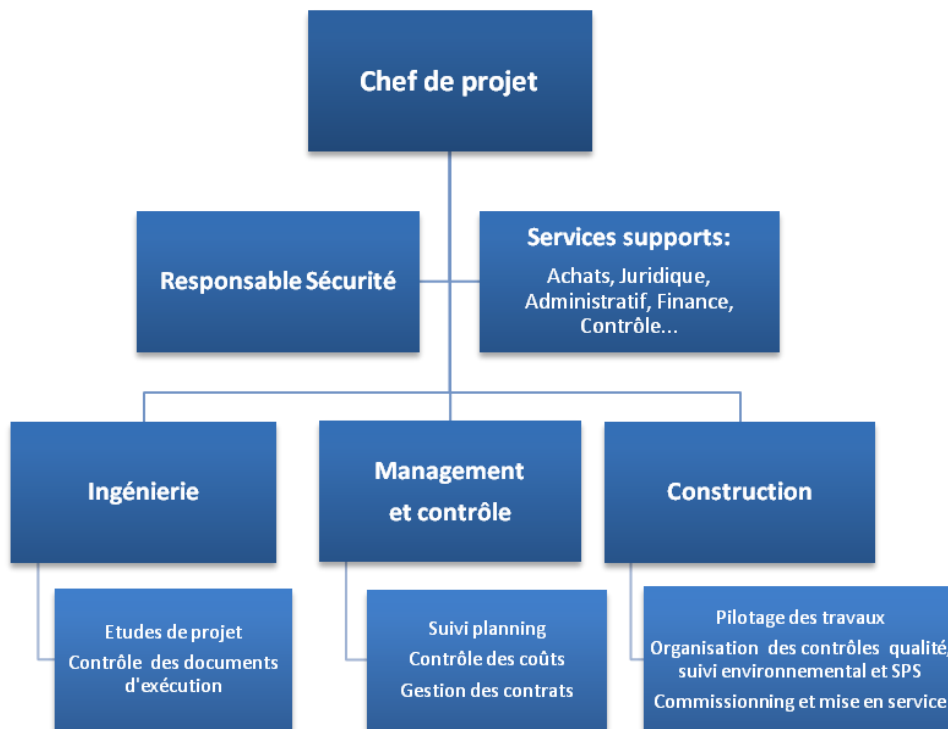 Chef de projet
Responsable Sécurité
Services supports:
Achats, Juridique,
Administratif, Finance,
Contrôle...
Ingénierie
Management
et contrôle
Construction
Etudes de projet
Contrôle des documents
d'exécution
Suivi planning
Contrôle des coûts
Gestion des contrats
Pilotage des travaux
Organisation des contrôles qualité,
suivi environnemental et SPS
Commissionning et mise en service